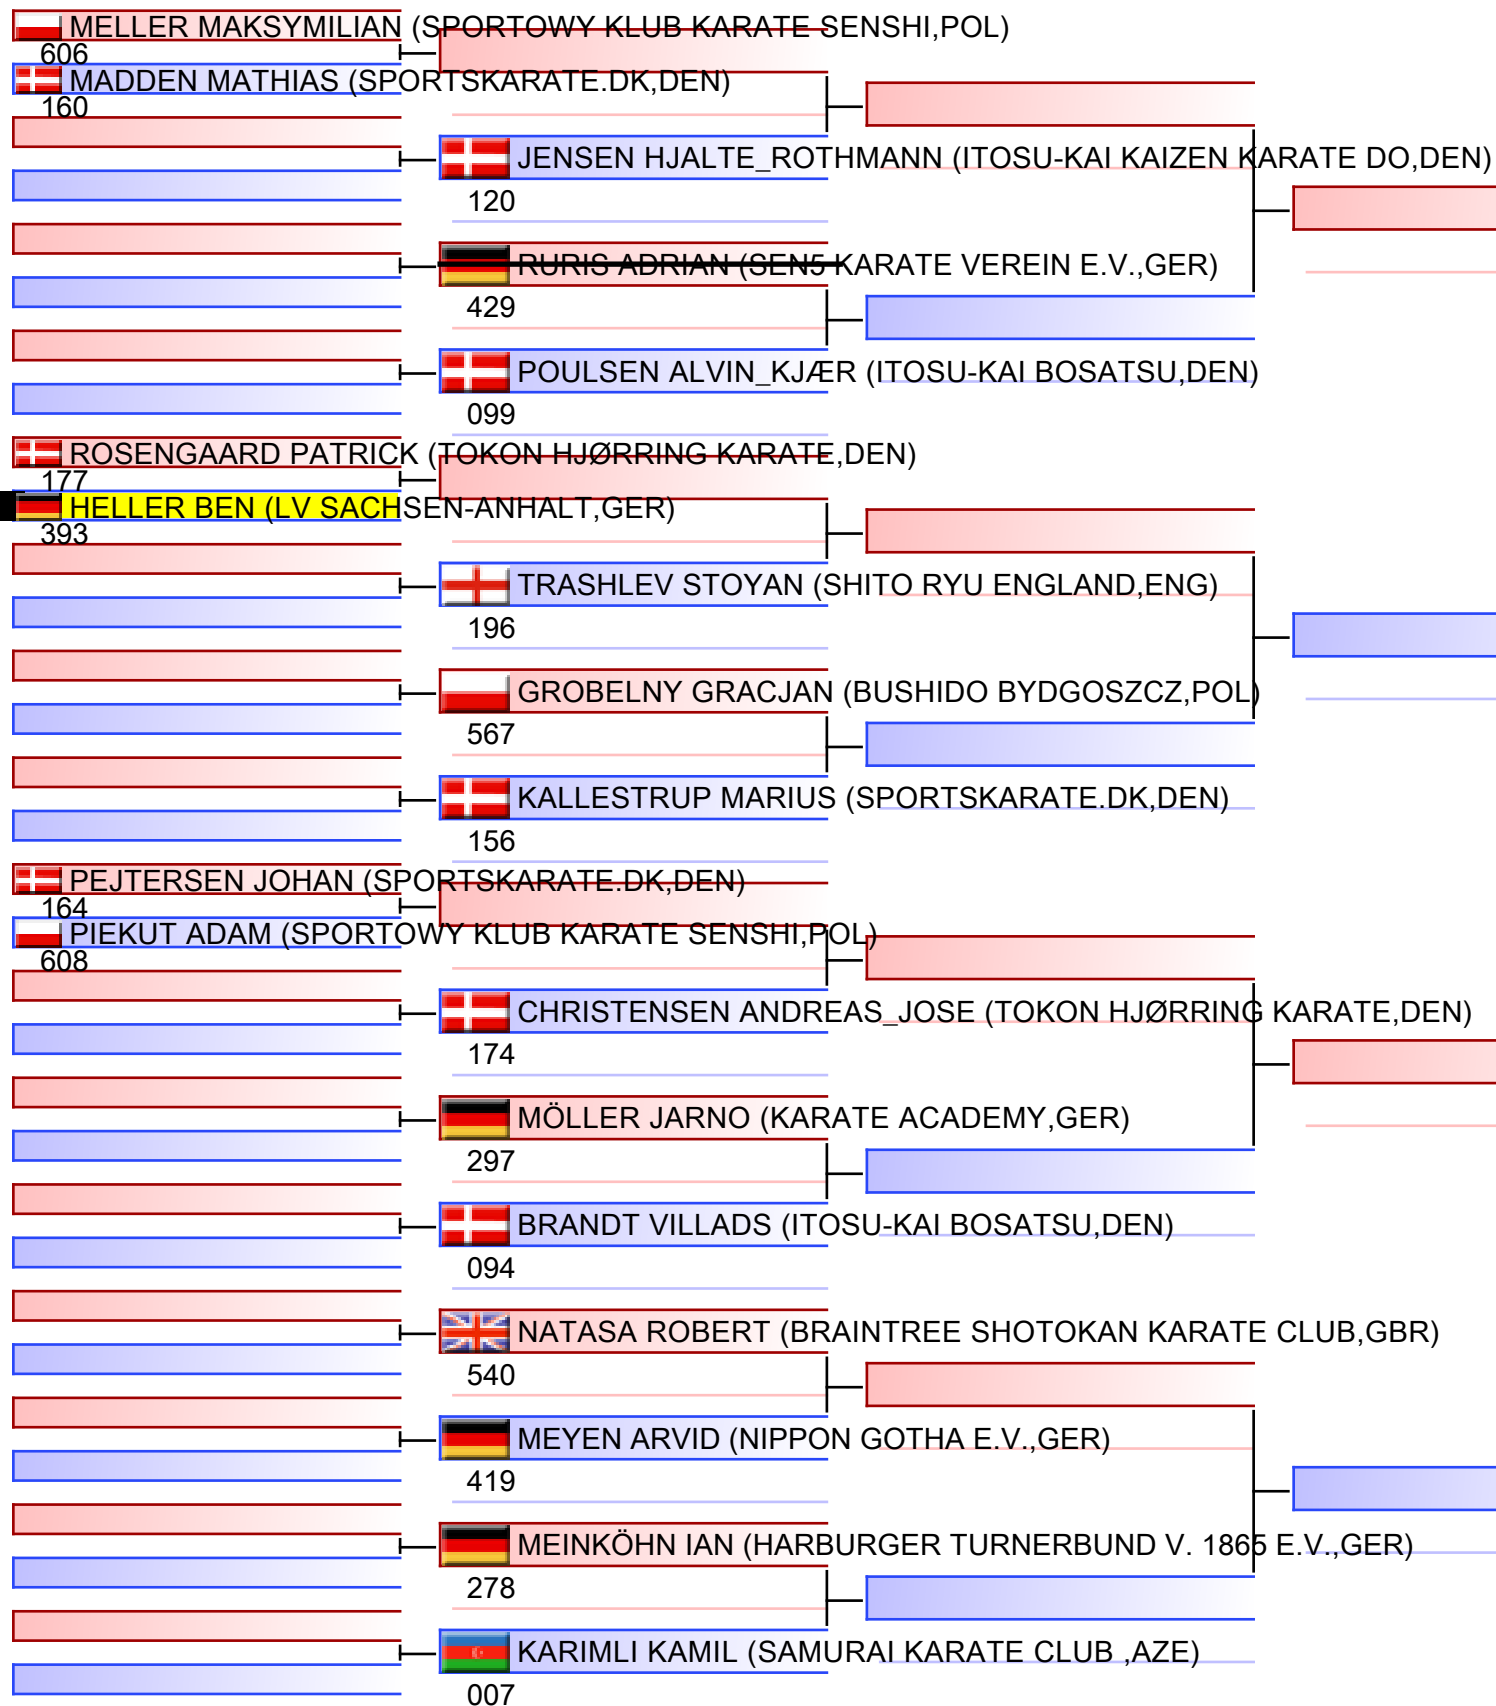 MELLER MAKSYMILIAN (SPORTOWY KLUB KARATE SENSHI,POL)
606
MADDEN MATHIAS (SPORTSKARATE.DK,DEN)
160
JENSEN HJALTE_ROTHMANN (ITOSU-KAI KAIZEN KARATE DO,DEN)
120
RURIS ADRIAN (SEN5 KARATE VEREIN E.V.,GER)
429
POULSEN ALVIN_KJÆR (ITOSU-KAI BOSATSU,DEN)
099
ROSENGAARD PATRICK (TOKON HJØRRING KARATE,DEN)
177
HELLER BEN (LV SACHSEN-ANHALT,GER)
393
TRASHLEV STOYAN (SHITO RYU ENGLAND,ENG)
196
GROBELNY GRACJAN (BUSHIDO BYDGOSZCZ,POL)
567
KALLESTRUP MARIUS (SPORTSKARATE.DK,DEN)
156
PEJTERSEN JOHAN (SPORTSKARATE.DK,DEN)
164
PIEKUT ADAM (SPORTOWY KLUB KARATE SENSHI,POL)
608
CHRISTENSEN ANDREAS_JOSE (TOKON HJØRRING KARATE,DEN)
174
MÖLLER JARNO (KARATE ACADEMY,GER)
297
BRANDT VILLADS (ITOSU-KAI BOSATSU,DEN)
094
NATASA ROBERT (BRAINTREE SHOTOKAN KARATE CLUB,GBR)
540
MEYEN ARVID (NIPPON GOTHA E.V.,GER)
419
MEINKÖHN IAN (HARBURGER TURNERBUND V. 1865 E.V.,GER)
278
KARIMLI KAMIL (SAMURAI KARATE CLUB ,AZE)
007